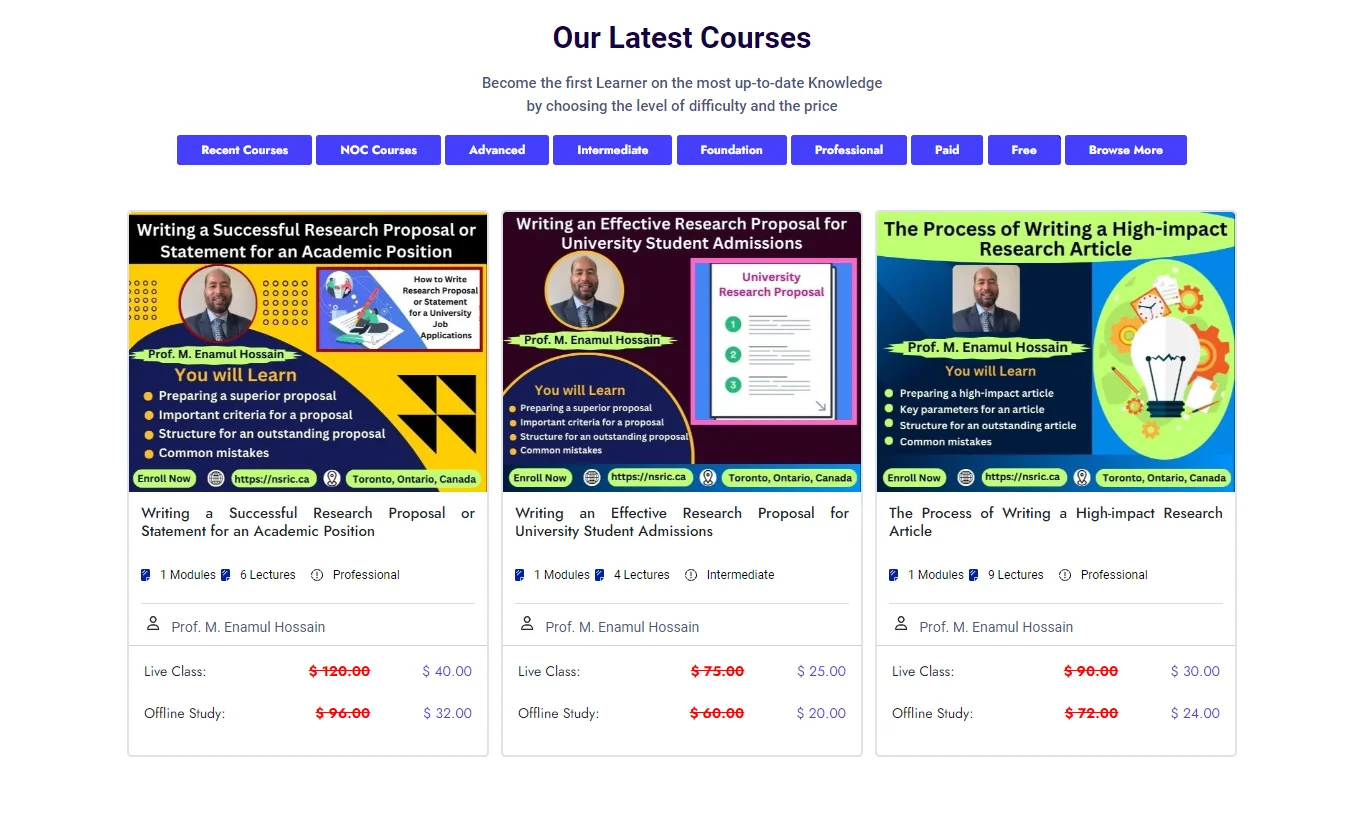 Our Latest Courses
Become the first Learner on the most up-to-date Knowledge
by choosing the level of difficulty and the price
Recent Courses
NOC Courses
Advanced
Intermediate
Foundation
Professional
Paid
Free
Browse More
Writing a Successful Research Proposal or
Statement for an Academic Position
How to Write
Research Proposal
or Statement
for a University
Job
Applications
Prof. M. Enamul Hossain
You will Learn
Preparing a superior proposal
Important criteria for a proposal
Structure for an outstanding proposal
Common mistakes
Enroll Now
https://nsric.ca
Toronto, Ontario, Canada
Writing a Successful Research Proposal or
Statement for an Academic Position
1 Modules 6 Lectures Professional
Prof. M. Enamul Hossain
Live Class: $ 120.00 $ 40.00
Offline Study: $ 96.00 $ 32.00
Writing an Effective Research Proposal for
University Student Admissions
University
Research Proposal
1
2
3
Prof. M. Enamul Hossain
You will Learn
Preparing a superior proposal
Important criteria for a proposal
Structure for an outstanding proposal
Common mistakes
Enroll Now
https://nsric.ca
Toronto, Ontario, Canada
Writing an Effective Research Proposal for
University Student Admissions
1 Modules 4 Lectures Intermediate
Prof. M. Enamul Hossain
Live Class: $ 75.00 $ 25.00
Offline Study: $ 60.00 $ 20.00
The Process of Writing a High-impact
Research Article
Prof. M. Enamul Hossain
You will Learn
Preparing a high-impact article
Key parameters for an article
Structure for an outstanding article
Common mistakes
Enroll Now
https://nsric.ca
Toronto, Ontario, Canada
The Process of Writing a High-impact Research
Article
1 Modules 9 Lectures Professional
Prof. M. Enamul Hossain
Live Class: $ 90.00 $ 30.00
Offline Study: $ 72.00 $ 24.00